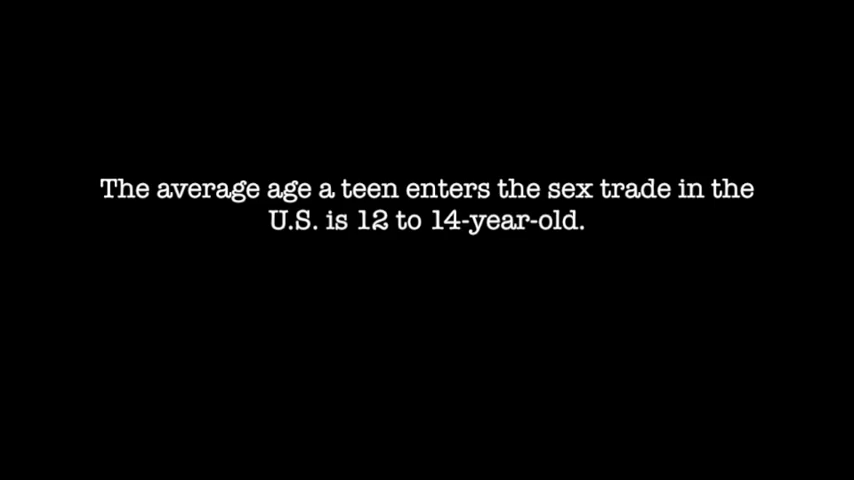 The average age a teen enters the sex trade in the
U.S. is 12 to 14-year-old.